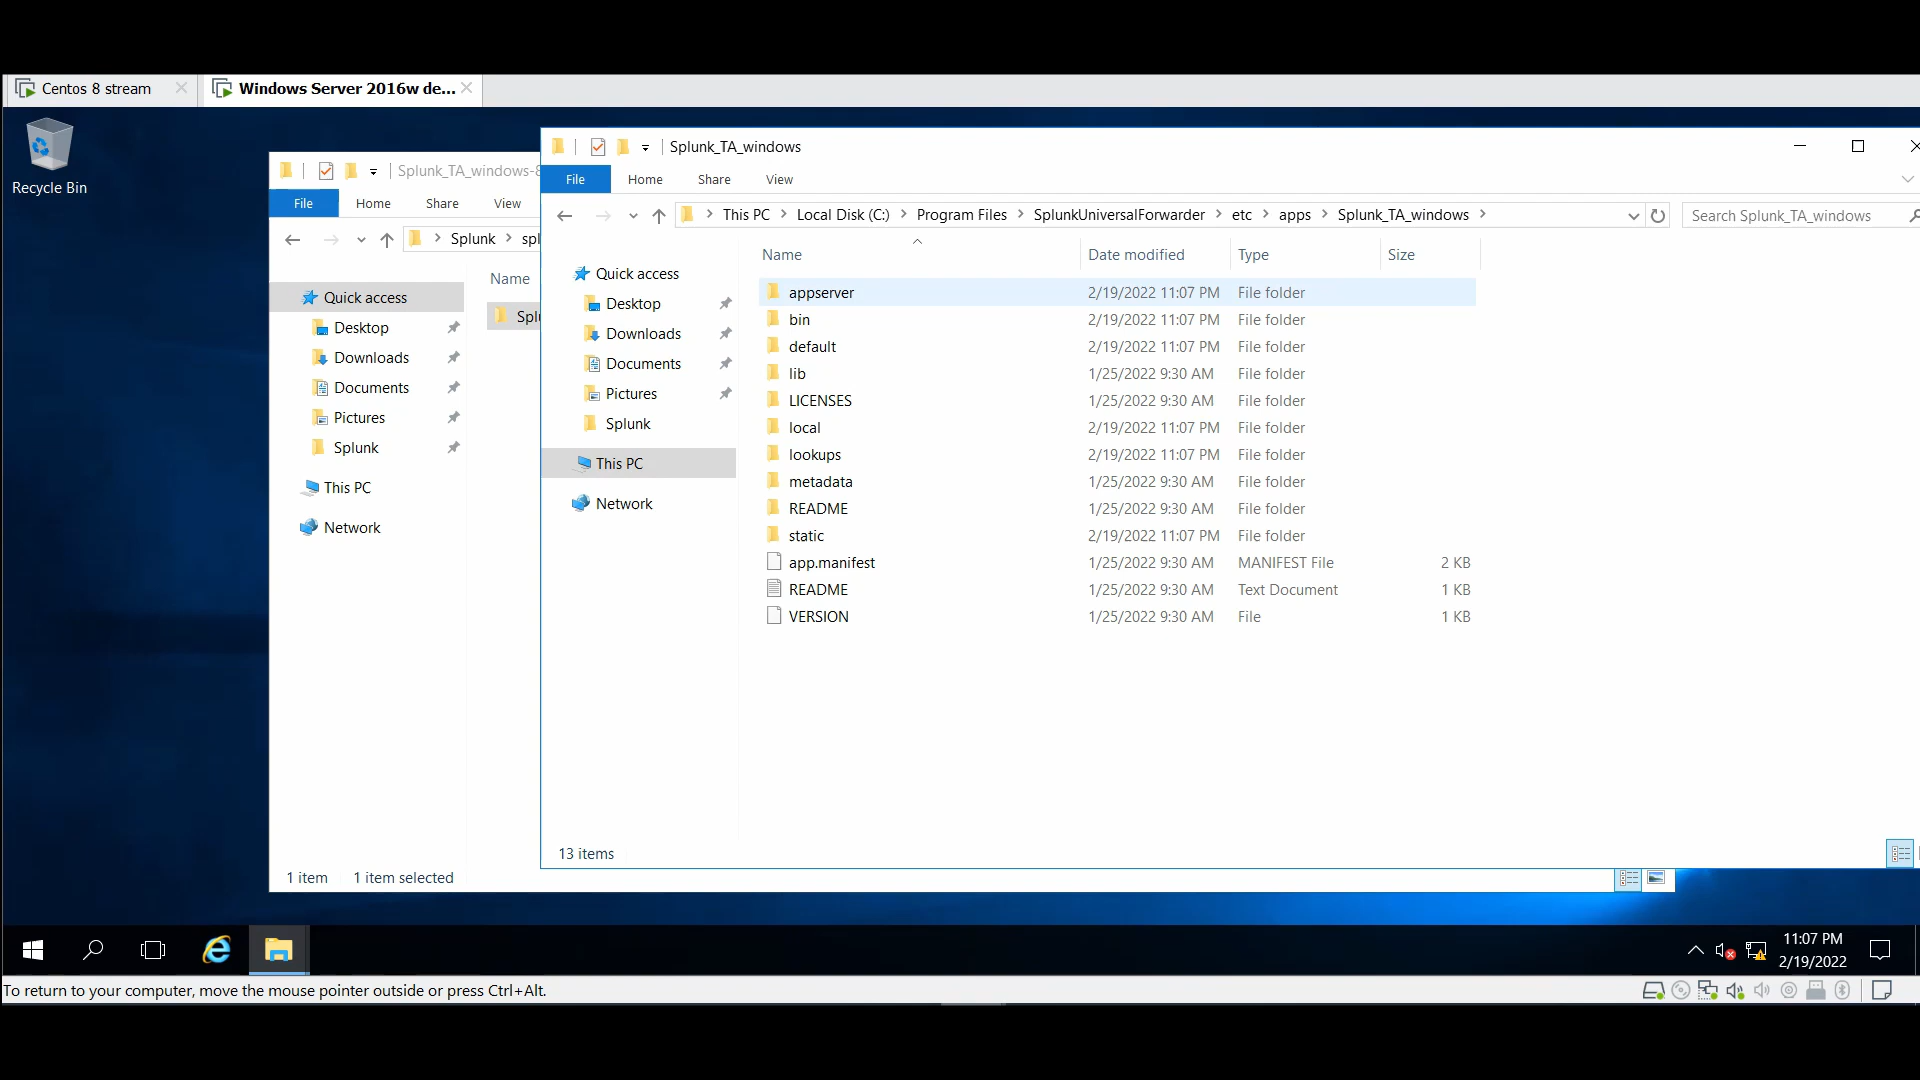 Centos 8 stream
Windows Server 2016w de...
Recycle Bin
Splunk_TA_windows-8
File Home Share View
Splunk
Name
Quick access
Desktop
Downloads
Documents
Pictures
Splunk
This PC
Network
1 item 1 item selected
Splunk_TA_windows
File Home Share View
This PC Local Disk (C:) Program Files SplunkUniversalForwarder etc apps Splunk_TA_windows
Search Splunk_TA_windows
Quick access
Desktop
Downloads
Documents
Pictures
Splunk
This PC
Network
Name Date modified Type Size
appserver 2/19/2022 11:07 PM File folder
bin 2/19/2022 11:07 PM File folder
default 2/19/2022 11:07 PM File folder
lib 1/25/2022 9:30 AM File folder
LICENSES 1/25/2022 9:30 AM File folder
local 2/19/2022 11:07 PM File folder
lookups 2/19/2022 11:07 PM File folder
metadata 1/25/2022 9:30 AM File folder
README 1/25/2022 9:30 AM File folder
static 2/19/2022 11:07 PM File folder
app.manifest 1/25/2022 9:30 AM MANIFEST File 2 KB
README 1/25/2022 9:30 AM Text Document 1 KB
VERSION 1/25/2022 9:30 AM File 1 KB
13 items
11:07 PM
2/19/2022
To return to your computer, move the mouse pointer outside or press Ctrl+Alt.